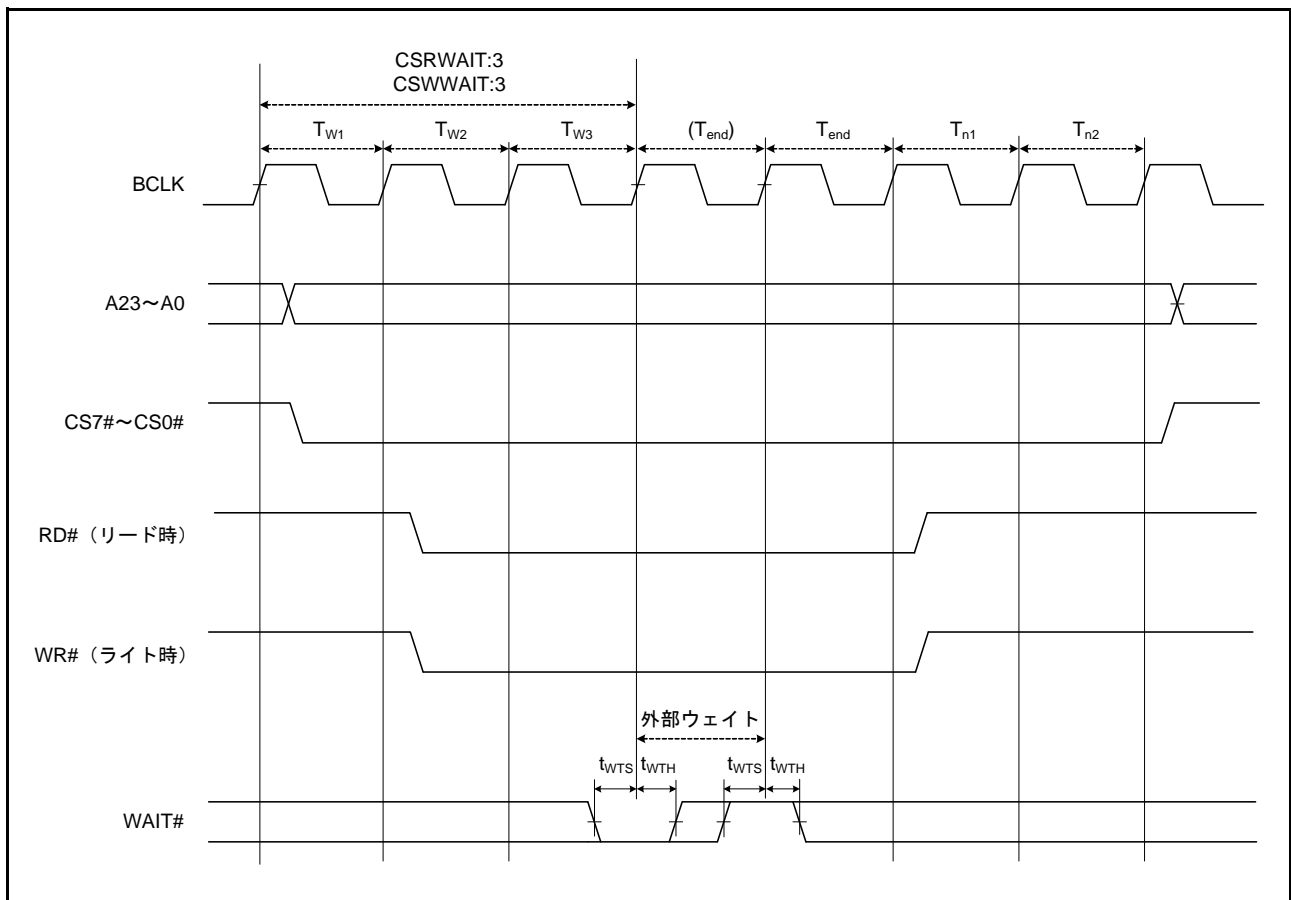 CSRWAIT:3
CSWWAIT:3
TW1 TW2 TW3 (Tend) Tend Tn1 Tn2
BCLK
A23～A0
CS7#～CS0#
RD#（リード時）
WR#（ライト時）
外部ウェイト
tWTS tWTH tWTS tWTH
WAIT#